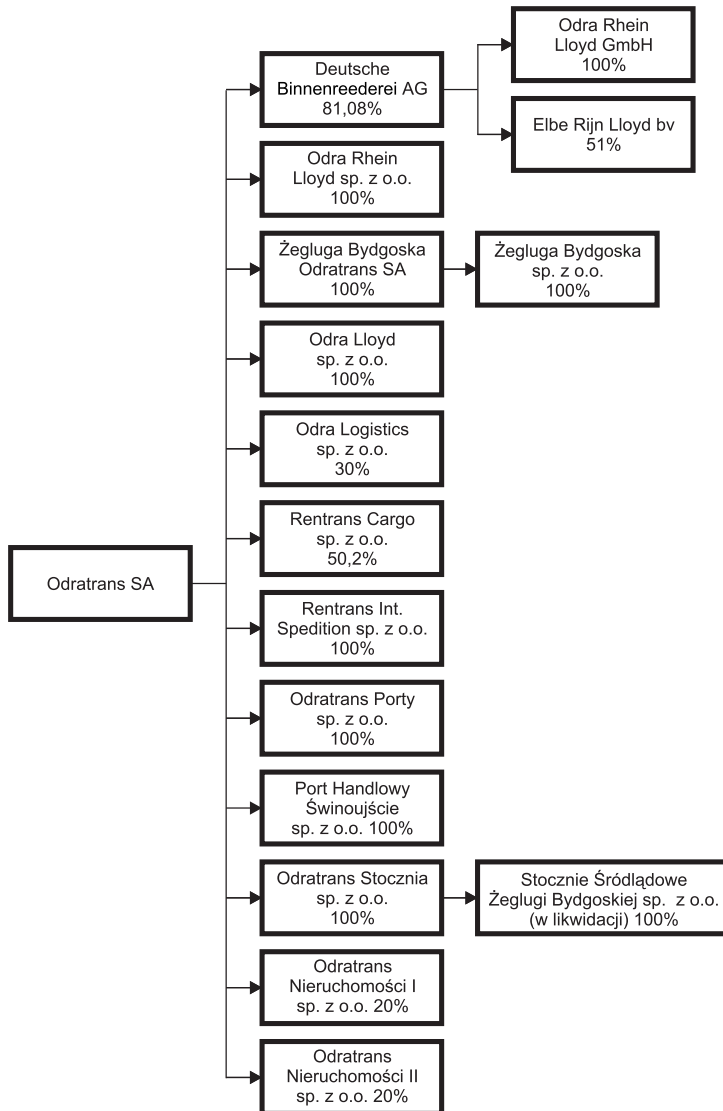 Odratrans SA
Deutsche
Binnenreederei AG
81,08%
Odra Rhein
Lloyd GmbH
100%
Elbe Rijn Lloyd bv
51%
Odra Rhein
Lloyd sp. z o.o.
100%
Żegluga Bydgoska
Odratrans SA
100%
Żegluga Bydgoska
sp. z o.o.
100%
Odra Lloyd
sp. z o.o.
100%
Odra Logistics
sp. z o.o.
30%
Rentrans Cargo
sp. z o.o.
50,2%
Rentrans Int.
Spedition sp. z o.o.
100%
Odratrans Porty
sp. z o.o.
100%
Port Handlowy
Świnoujście
sp. z o.o. 100%
Odratrans Stocznia
sp. z o.o.
100%
Stocznie Śródlądowe
Żeglugi Bydgoskiej sp. z o.o.
(w likwidacji) 100%
Odratrans
Nieruchomości I
sp. z o.o. 20%
Odratrans
Nieruchomości II
sp. z o.o. 20%